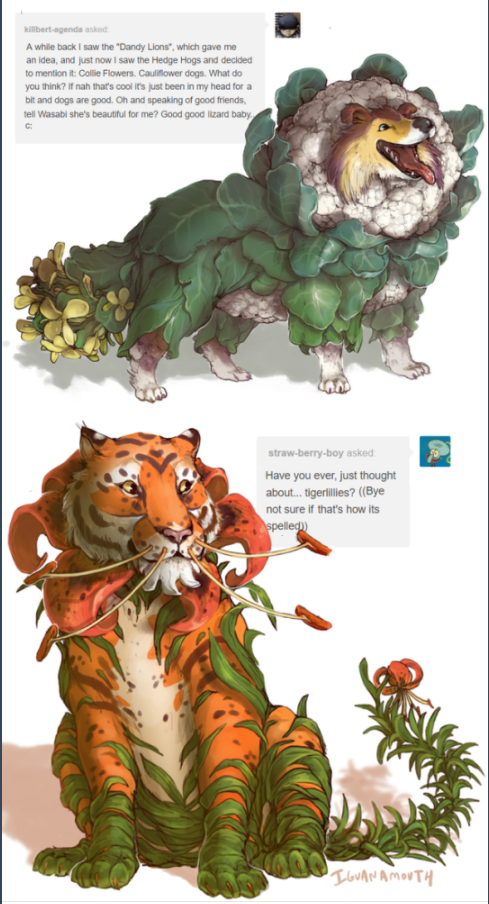 killbert-agenda asked:
A while back I saw the "Dandy Lions", which gave me
an idea, and just now I saw the Hedge Hogs and decided
to mention it: Collie Flowers. Cauliflower dogs. What do
you think? If nah that's cool it's just been in my head for a
bit and dogs are good. Oh and speaking of good friends,
tell Wasabi she's beautiful for me? Good good lizard baby.
c:
straw-berry-boy asked:
Have you ever, just thought
about... tigerlillies? ((Bye
not sure if that's how its
spelled))
IGUANAMOUTH